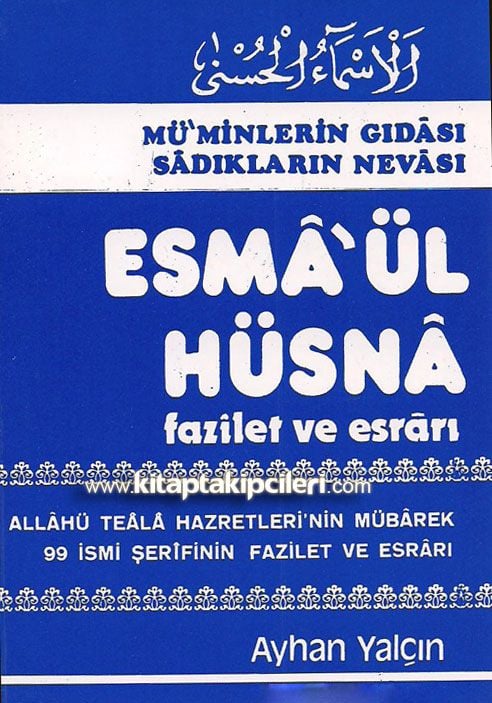 الأسماء الحسنى
MÜ'MİNLERİN GIDÂSI
SÂDIKLARIN NEVÂSI
ESMÂ'ÜL
HÜSNÂ
fazilet ve esrârı
www.kitaptakipcileri.com
ALLÂHÜ TEÂLÂ HAZRETLERİ'NİN MÜBÂREK
99 İSMİ ŞERÎFİNİN FAZİLET VE ESRÂRI
Ayhan Yalçın